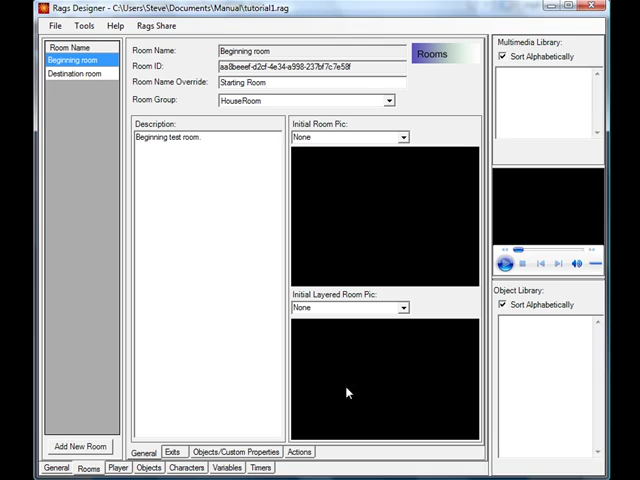 Rags Designer - C:\Users\Steve\Documents\Manual\tutorial1.rag
File Tools Help Rags Share
Room Name
Beginning room
Destination room
Add New Room
Room Name: Beginning room
Room ID: aa8beeef-d2cf-4e34-a998-237bf7c7e58f
Room Name Override: Starting Room
Room Group: HouseRoom
Rooms
Description:
Beginning test room.
Initial Room Pic:
None
Initial Layered Room Pic:
None
General Exits Objects/Custom Properties Actions
General Rooms Player Objects Characters Variables Timers
Multimedia Library:
Sort Alphabetically
Object Library:
Sort Alphabetically